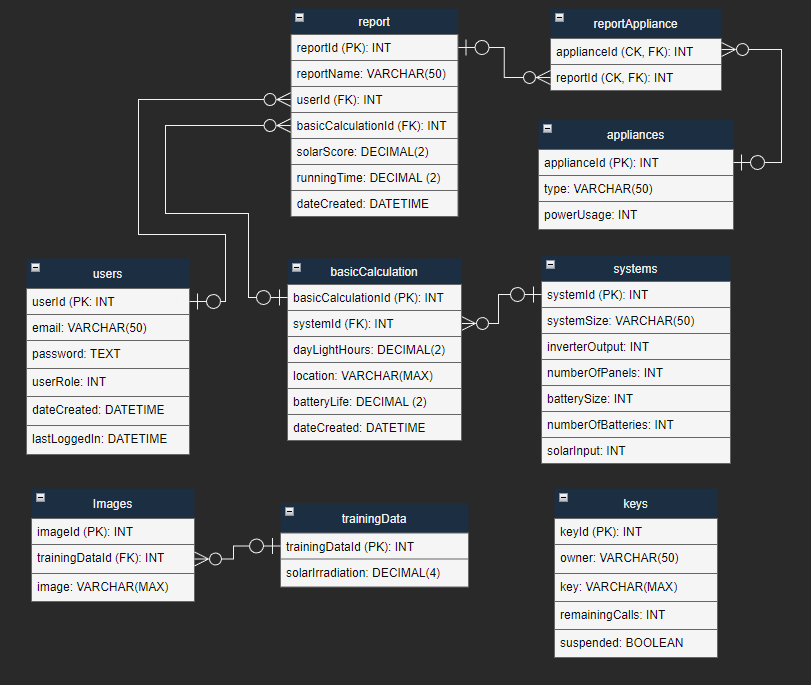 report
reportId (PK): INT
reportName: VARCHAR(50)
userId (FK): INT
basicCalculationId (FK): INT
solarScore: DECIMAL(2)
runningTime: DECIMAL (2)
dateCreated: DATETIME
reportAppliance
applianceId (CK, FK): INT
reportId (CK, FK): INT
appliances
applianceId (PK): INT
type: VARCHAR(50)
powerUsage: INT
users
userId (PK: INT
email: VARCHAR(50)
password: TEXT
userRole: INT
dateCreated: DATETIME
lastLoggedIn: DATETIME
basicCalculation
basicCalculationId (PK): INT
systemId (FK): INT
dayLightHours: DECIMAL(2)
location: VARCHAR(MAX)
batteryLife: DECIMAL (2)
dateCreated: DATETIME
systems
systemId (PK): INT
systemSize: VARCHAR(50)
inverterOutput: INT
numberOfPanels: INT
batterySize: INT
numberOfBatteries: INT
solarInput: INT
Images
imageId (PK): INT
trainingDataId (FK): INT
image: VARCHAR(MAX)
trainingData
trainingDataId (PK): INT
solarIrradiation: DECIMAL(4)
keys
keyId (PK): INT
owner: VARCHAR(50)
key: VARCHAR(MAX)
remainingCalls: INT
suspended: BOOLEAN